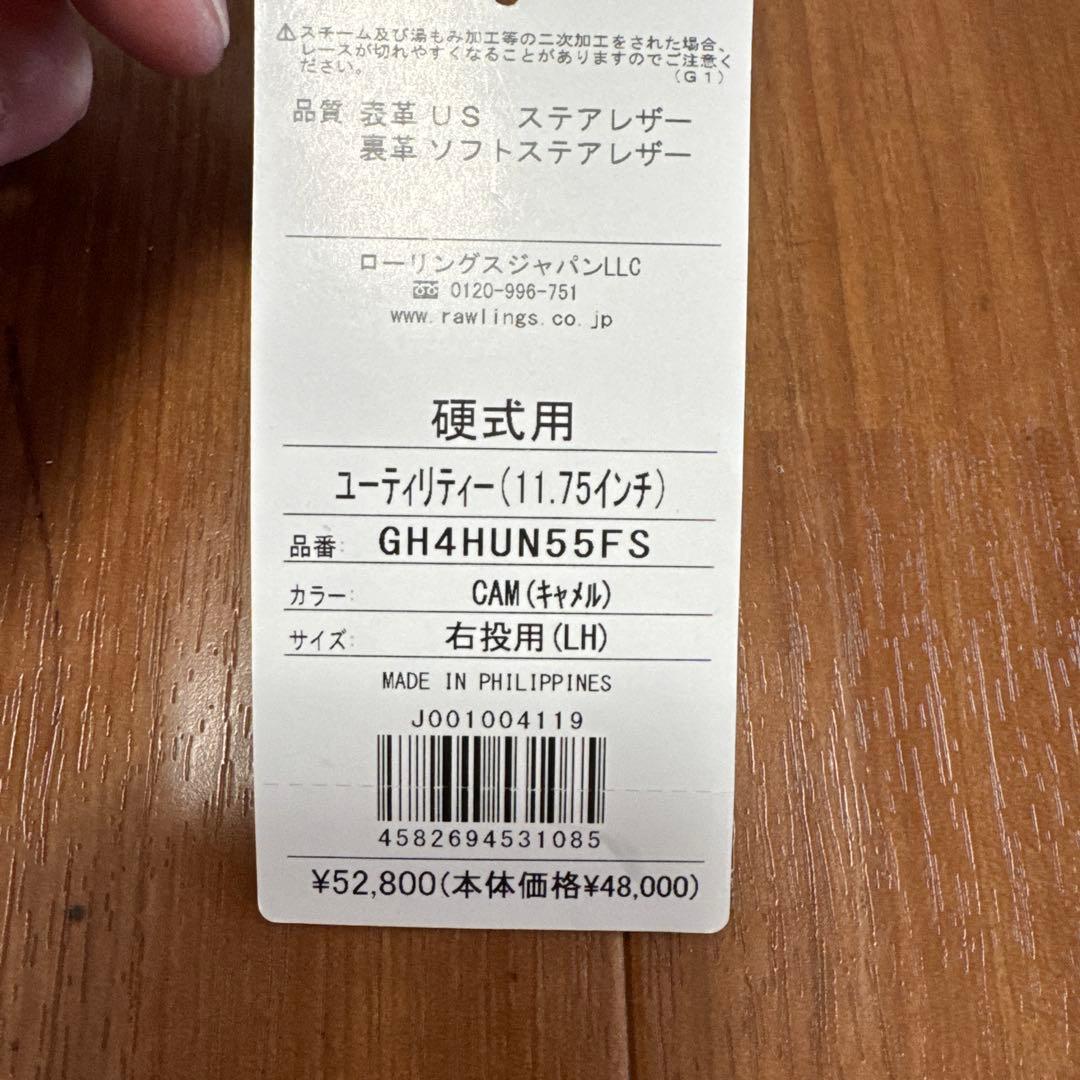 ⚠スチーム及び湯もみ加工等の二次加工をされた場合、
レースが切れやすくなることがありますのでご注意く
ださい。
(G1)
品質 表革 US ステアレザー
裏革 ソフトステアレザー
ローリングスジャパンLLC
0120-996-751
www.rawlings.co.jp
硬式用
ユーティリティー(11.75インチ)
品番: GH4HUN55FS
カラー: CAM(キャメル)
サイズ: 右投用(LH)
MADE IN PHILIPPINES
J001004119
4582694531085
¥52,800(本体価格¥48,000)